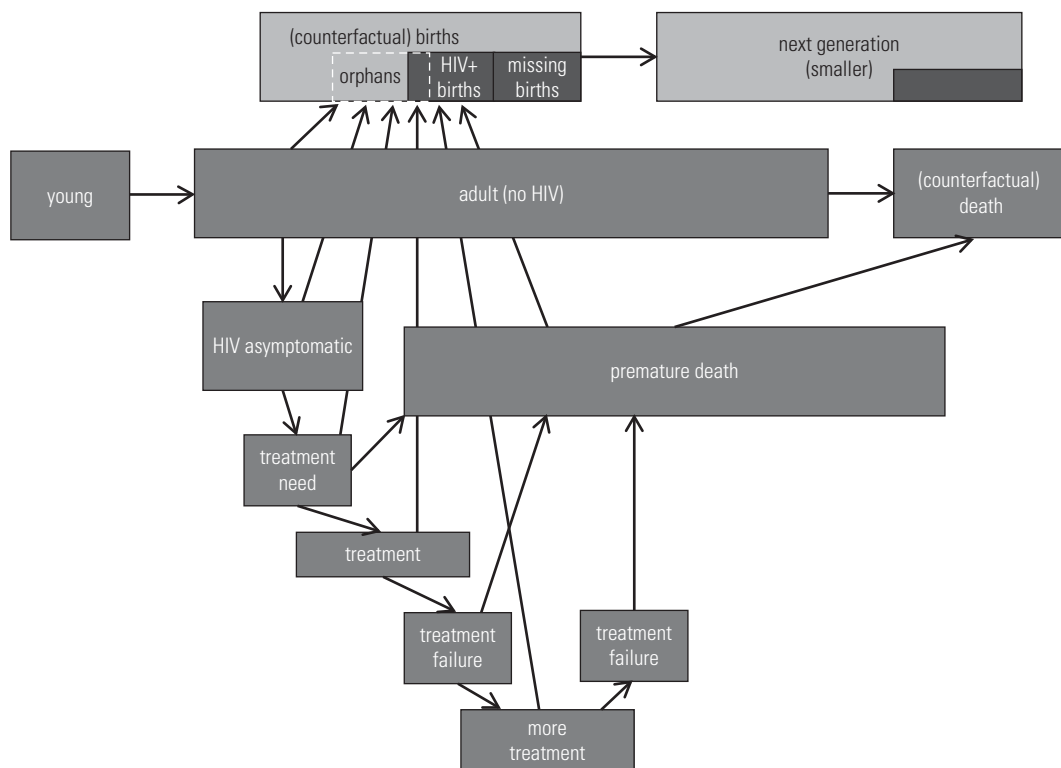 (counterfactual) births
orphans
HIV+
births
missing
births
next generation
(smaller)
young
adult (no HIV)
(counterfactual)
death
HIV asymptomatic
premature death
treatment
need
treatment
treatment
failure
treatment
failure
more
treatment